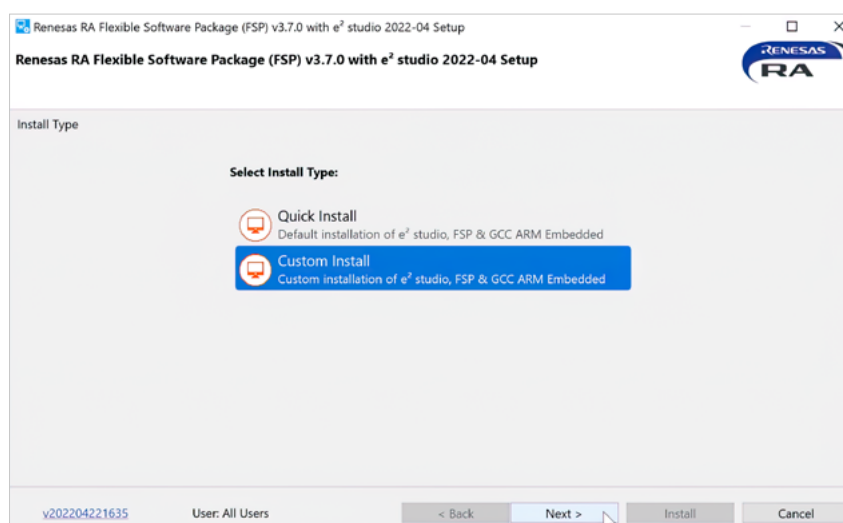 Renesas RA Flexible Software Package (FSP) v3.7.0 with e² studio 2022-04 Setup
Renesas RA Flexible Software Package (FSP) v3.7.0 with e² studio 2022-04 Setup
RENESAS
RA
Install Type
Select Install Type:
Quick Install
Default installation of e² studio, FSP & GCC ARM Embedded
Custom Install
Custom installation of e² studio, FSP & GCC ARM Embedded
v202204221635 User: All Users < Back Next > Install Cancel